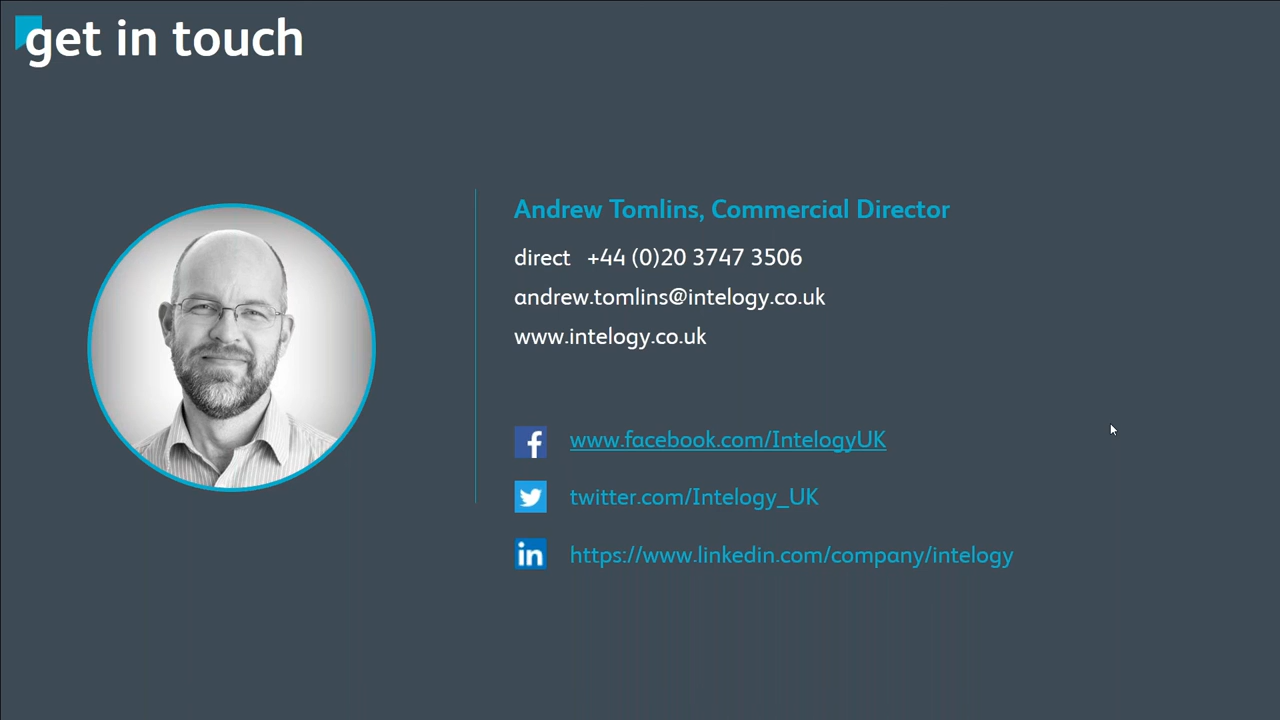 get in touch
Andrew Tomlins, Commercial Director
direct +44 (0)20 3747 3506
andrew.tomlins@intelogy.co.uk
www.intelogy.co.uk
www.facebook.com/IntelogyUK
twitter.com/Intelogy_UK
in https://www.linkedin.com/company/intelogy